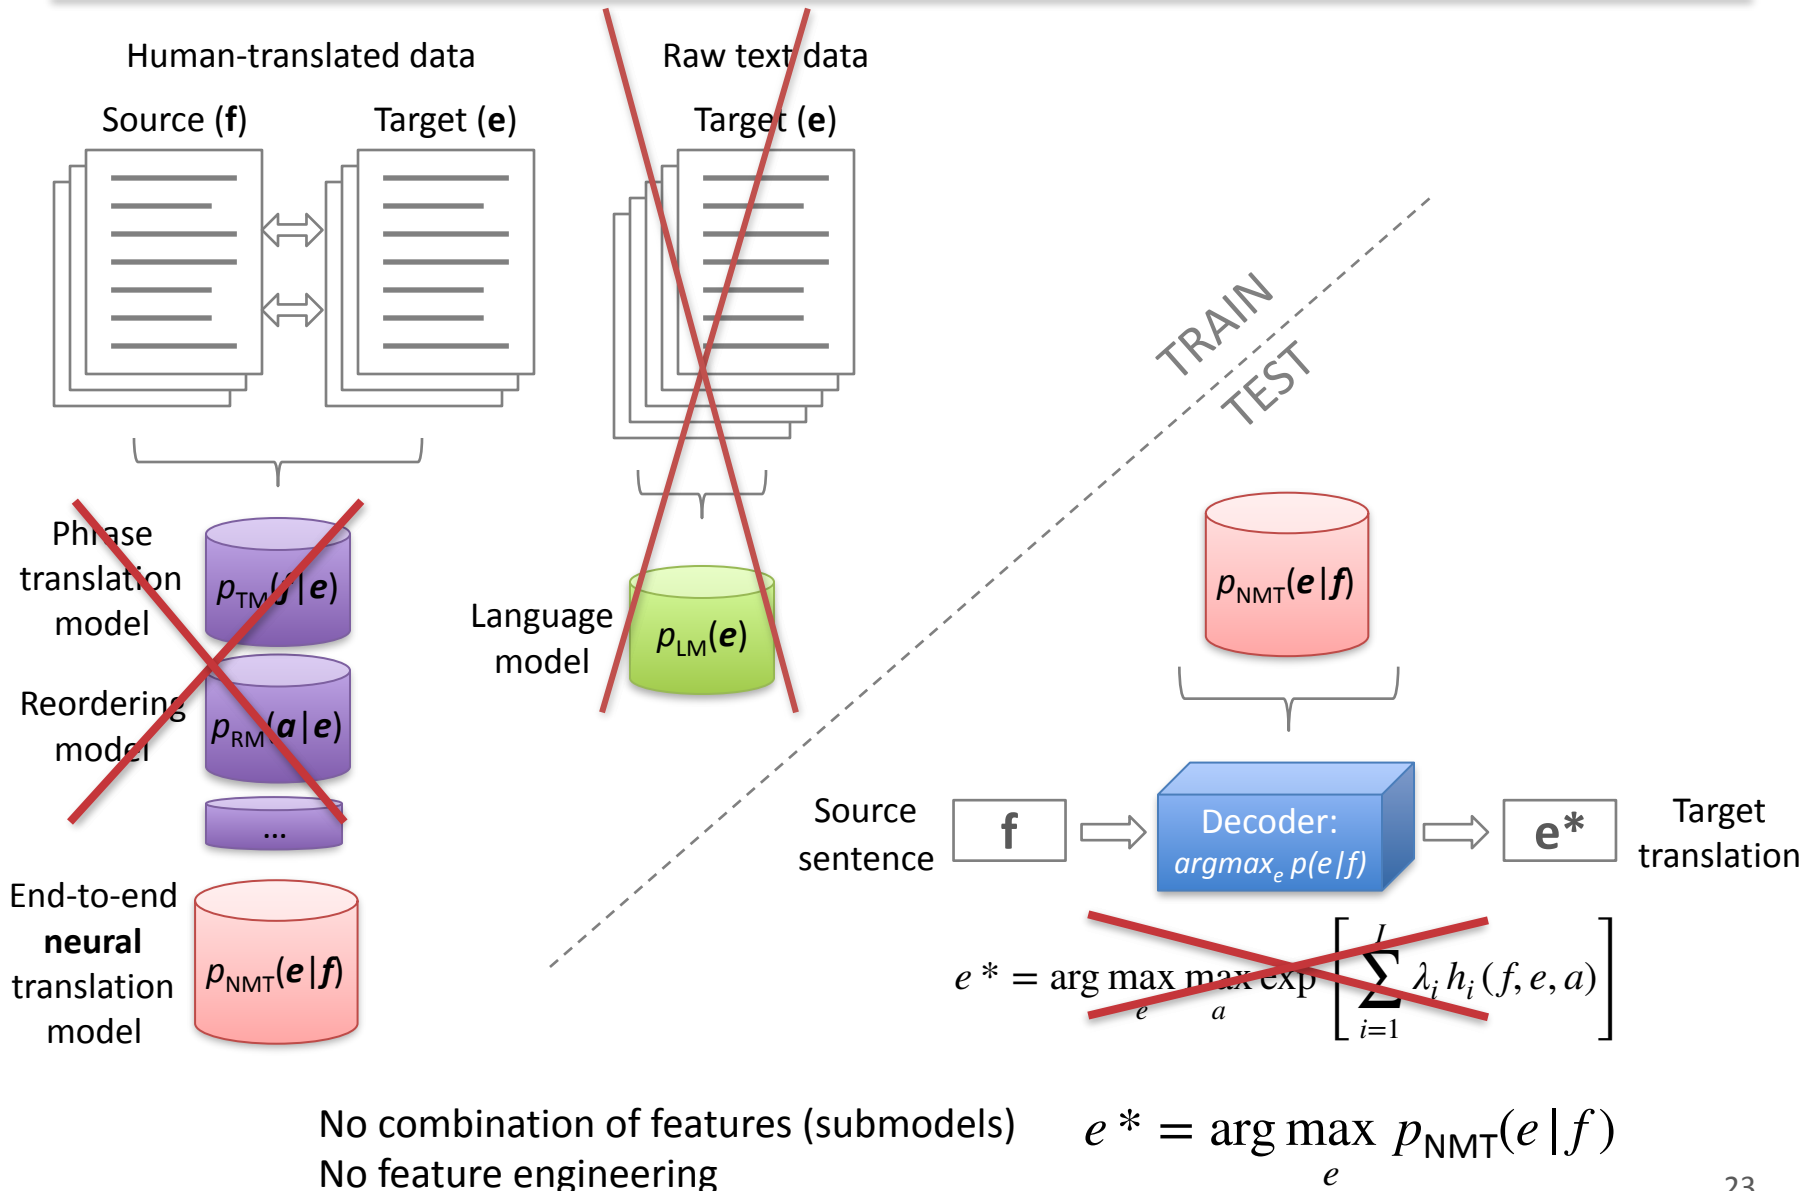 Human-translated data
Raw text data
Source (f)
Target (e)
Target (e)
TRAIN
TEST
Phrase
translation
model
p_TM(f|e)
Reordering
model
p_RM(a|e)
...
Language
model
p_LM(e)
p_NMT(e|f)
Source
sentence
f
Decoder:
argmax_e p(e|f)
e*
Target
translation
End-to-end
neural
translation
model
p_NMT(e|f)
e* = arg max_e max_a exp [ ∑_{i=1}^{I} λ_i h_i (f, e, a) ]
No combination of features (submodels)
No feature engineering
e* = arg max_e p_NMT(e|f)
23